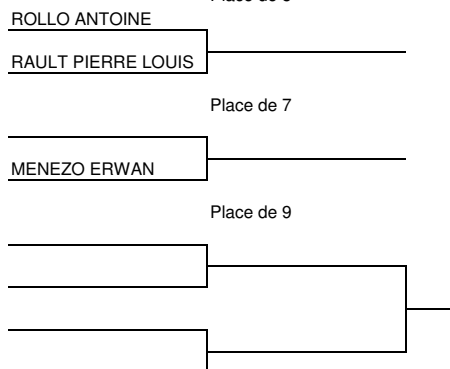 ROLLO ANTOINE
RAULT PIERRE LOUIS
Place de 7
MENEZO ERWAN
Place de 9